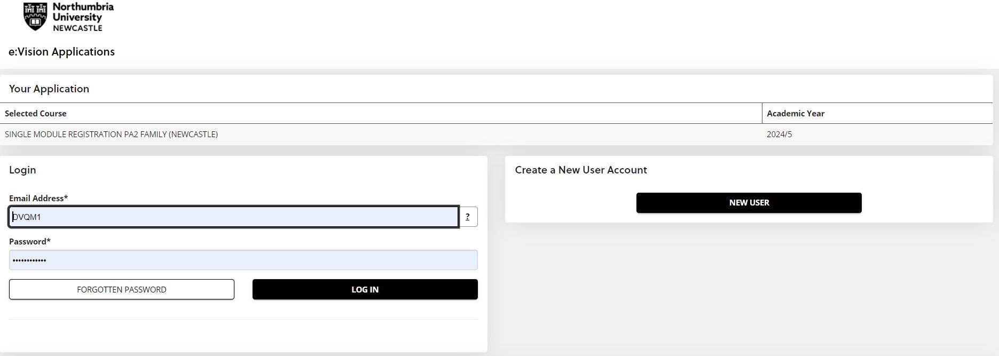 Northumbria
University
NEWCASTLE
e:Vision Applications
Your Application
Selected Course
Academic Year
SINGLE MODULE REGISTRATION PA2 FAMILY (NEWCASTLE)
2024/5
Login
Email Address*
DVQM1
?
Password*
••••••••••••
FORGOTTEN PASSWORD
LOG IN
Create a New User Account
NEW USER